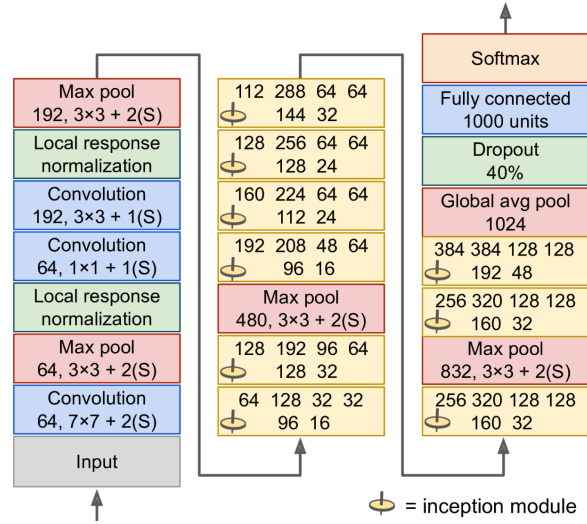 Max pool
192, 3×3 + 2(S)
Local response
normalization
Convolution
192, 3×3 + 1(S)
Convolution
64, 1×1 + 1(S)
Local response
normalization
Max pool
64, 3×3 + 2(S)
Convolution
64, 7×7 + 2(S)
Input
112 288 64 64
144 32
128 256 64 64
128 24
160 224 64 64
112 24
192 208 48 64
96 16
Max pool
480, 3×3 + 2(S)
128 192 96 64
128 32
64 128 32 32
96 16
Softmax
Fully connected
1000 units
Dropout
40%
Global avg pool
1024
384 384 128 128
192 48
256 320 128 128
160 32
Max pool
832, 3×3 + 2(S)
256 320 128 128
160 32
= inception module